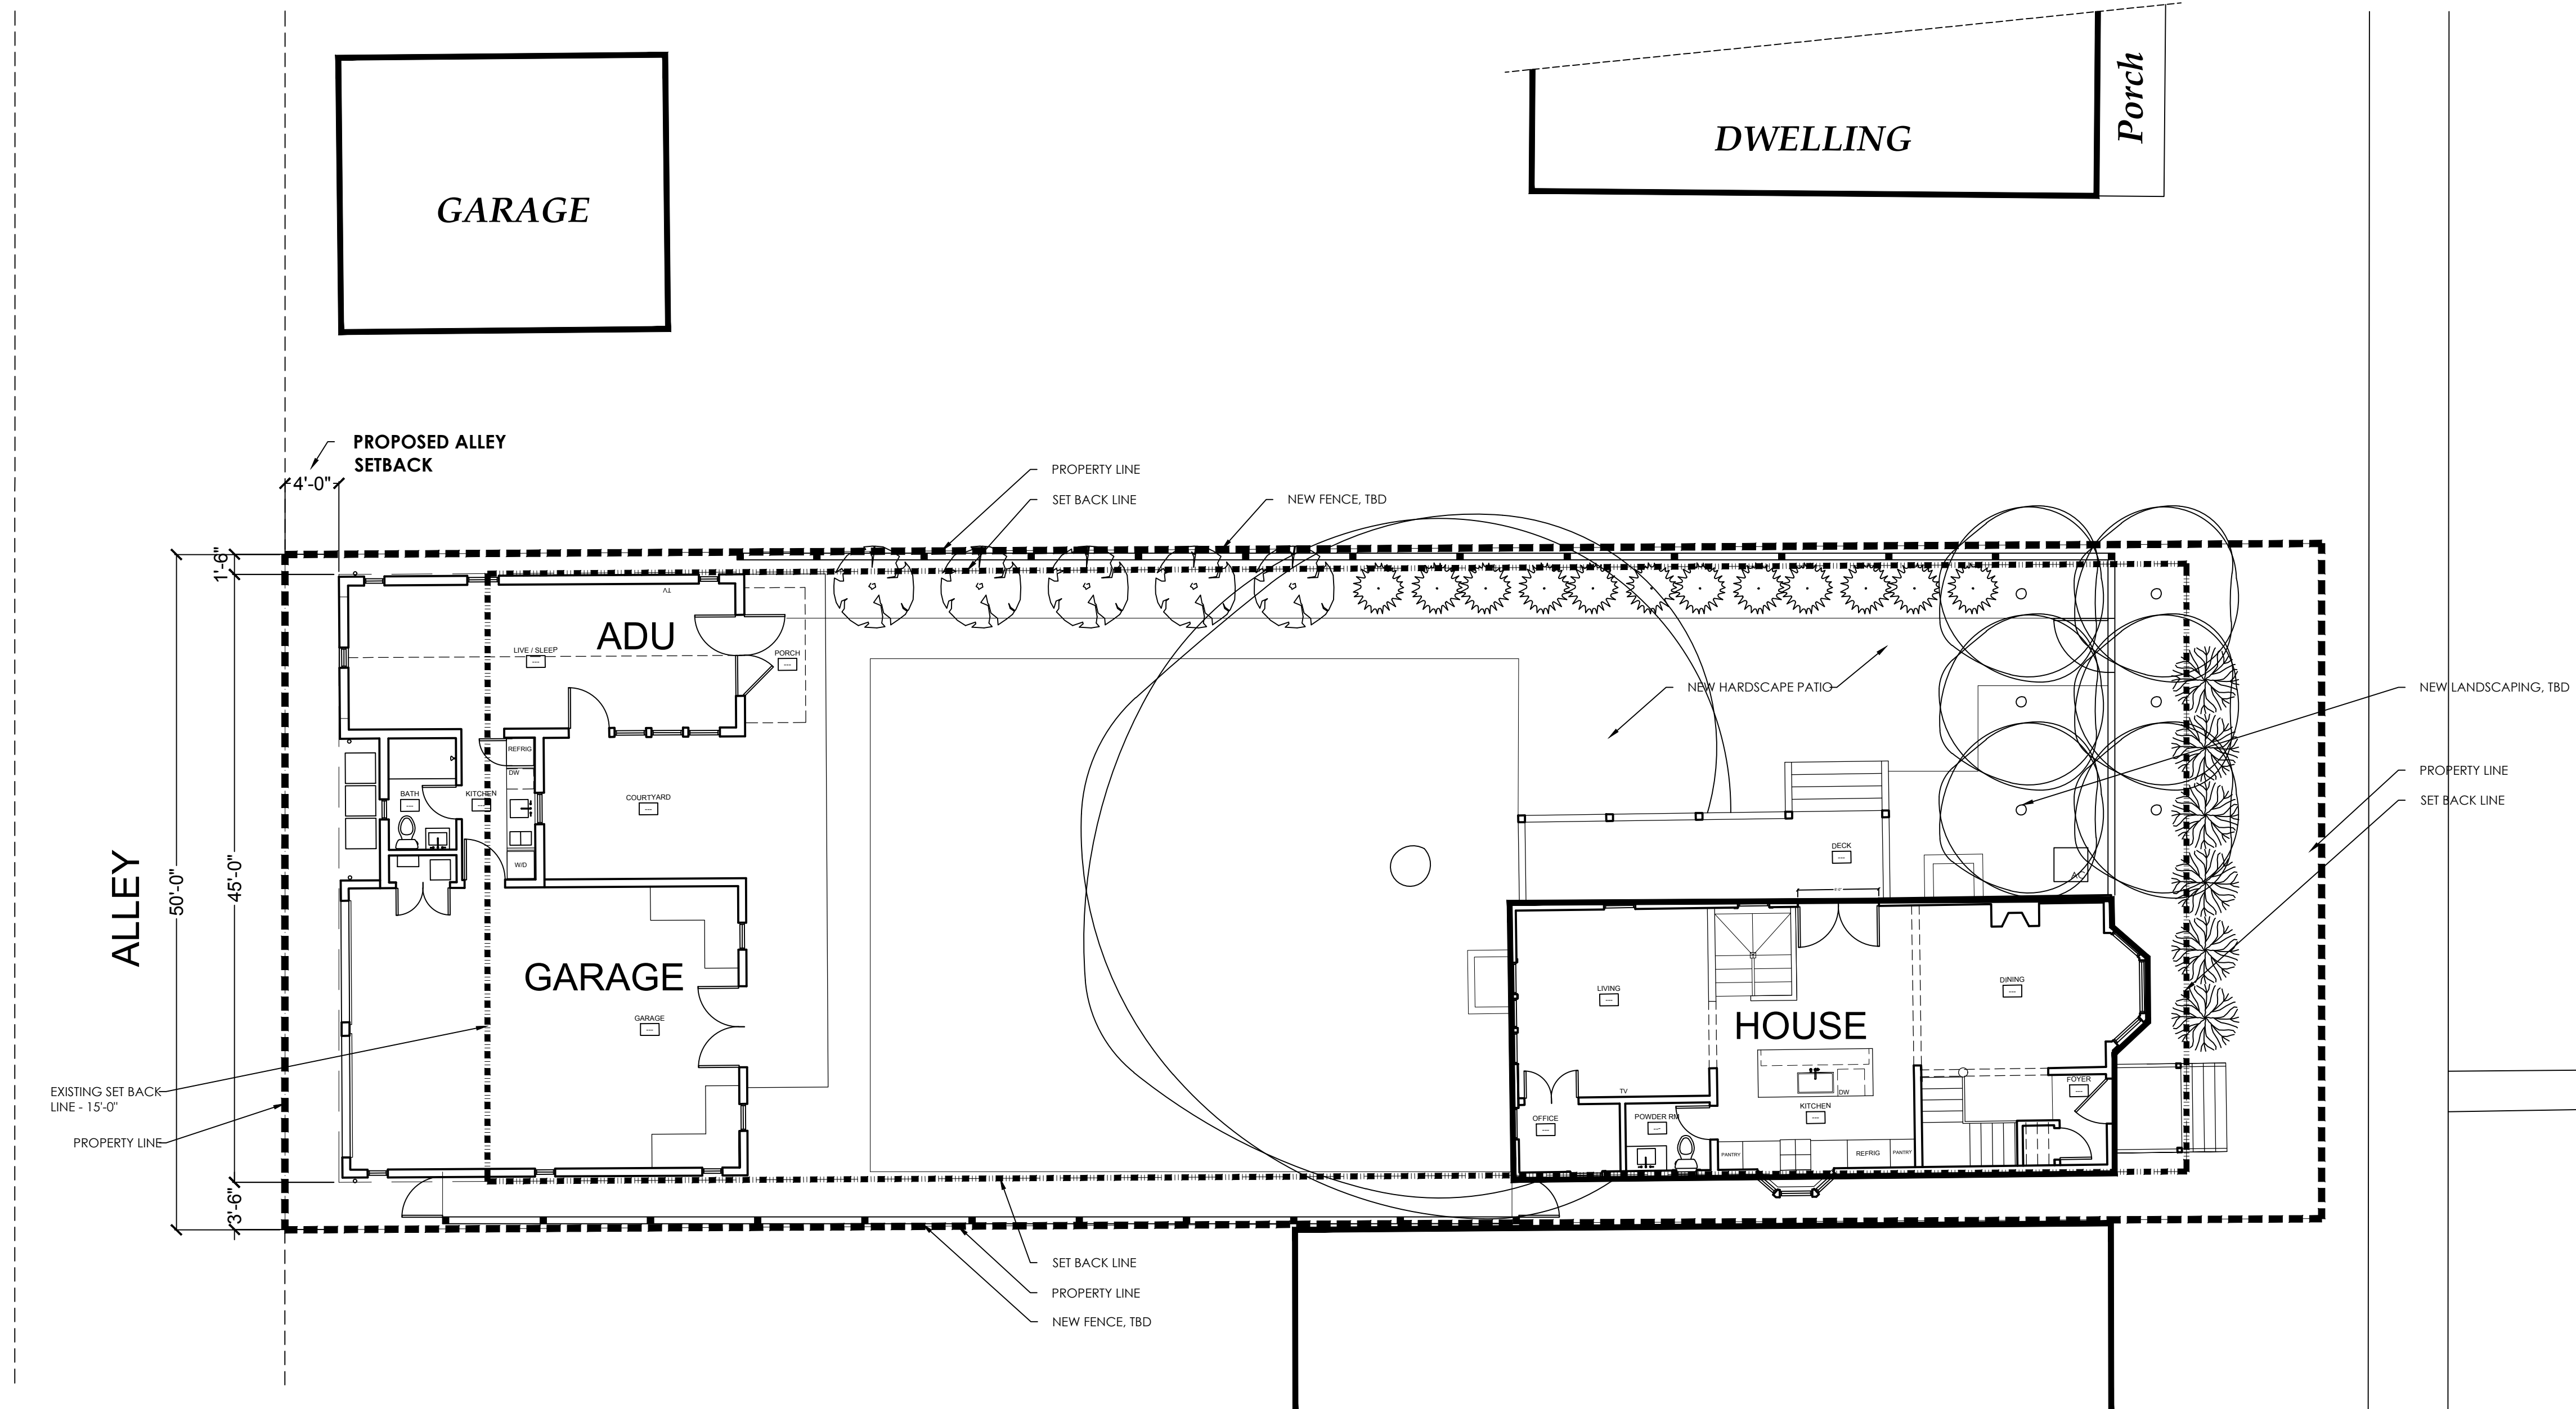 Porch
DWELLING
GARAGE
PROPOSED ALLEY
SETBACK
4'-0"
PROPERTY LINE
SET BACK LINE
NEW FENCE, TBD
1'-6"
TV
ADU
LIVE / SLEEP
---
PORCH
---
NEW HARDSCAPE PATIO
NEW LANDSCAPING, TBD
REFRIG
DW
PROPERTY LINE
SET BACK LINE
BATH
---
KITCHEN
---
COURTYARD
---
DECK
---
W/D
AC
ALLEY
50'-0"
45'-0"
GARAGE
GARAGE
---
LIVING
---
HOUSE
DINING
---
EXISTING SET BACK
LINE - 15'-0"
PROPERTY LINE
TV
DW
FOYER
---
OFFICE
---
POWDER RM
---
KITCHEN
---
PANTRY
REFRIG
PANTRY
3'-6"
SET BACK LINE
PROPERTY LINE
NEW FENCE, TBD